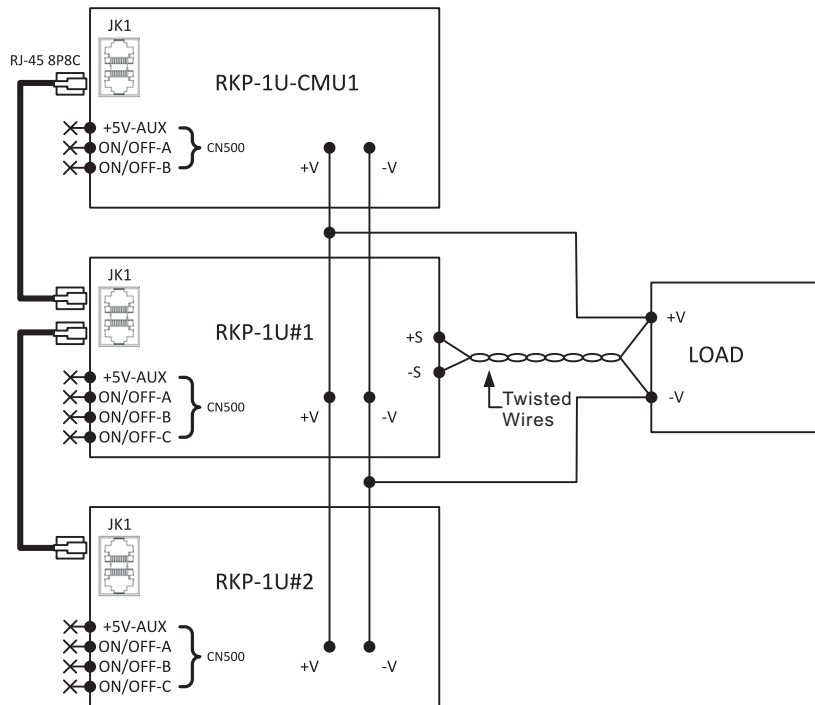 JK1
RJ-45 8P8C
RKP-1U-CMU1
+5V-AUX
ON/OFF-A
ON/OFF-B
CN500
+V
-V
JK1
RKP-1U#1
+S
-S
+5V-AUX
ON/OFF-A
ON/OFF-B
ON/OFF-C
CN500
+V
-V
Twisted
Wires
+V
LOAD
-V
JK1
RKP-1U#2
+5V-AUX
ON/OFF-A
ON/OFF-B
ON/OFF-C
CN500
+V
-V